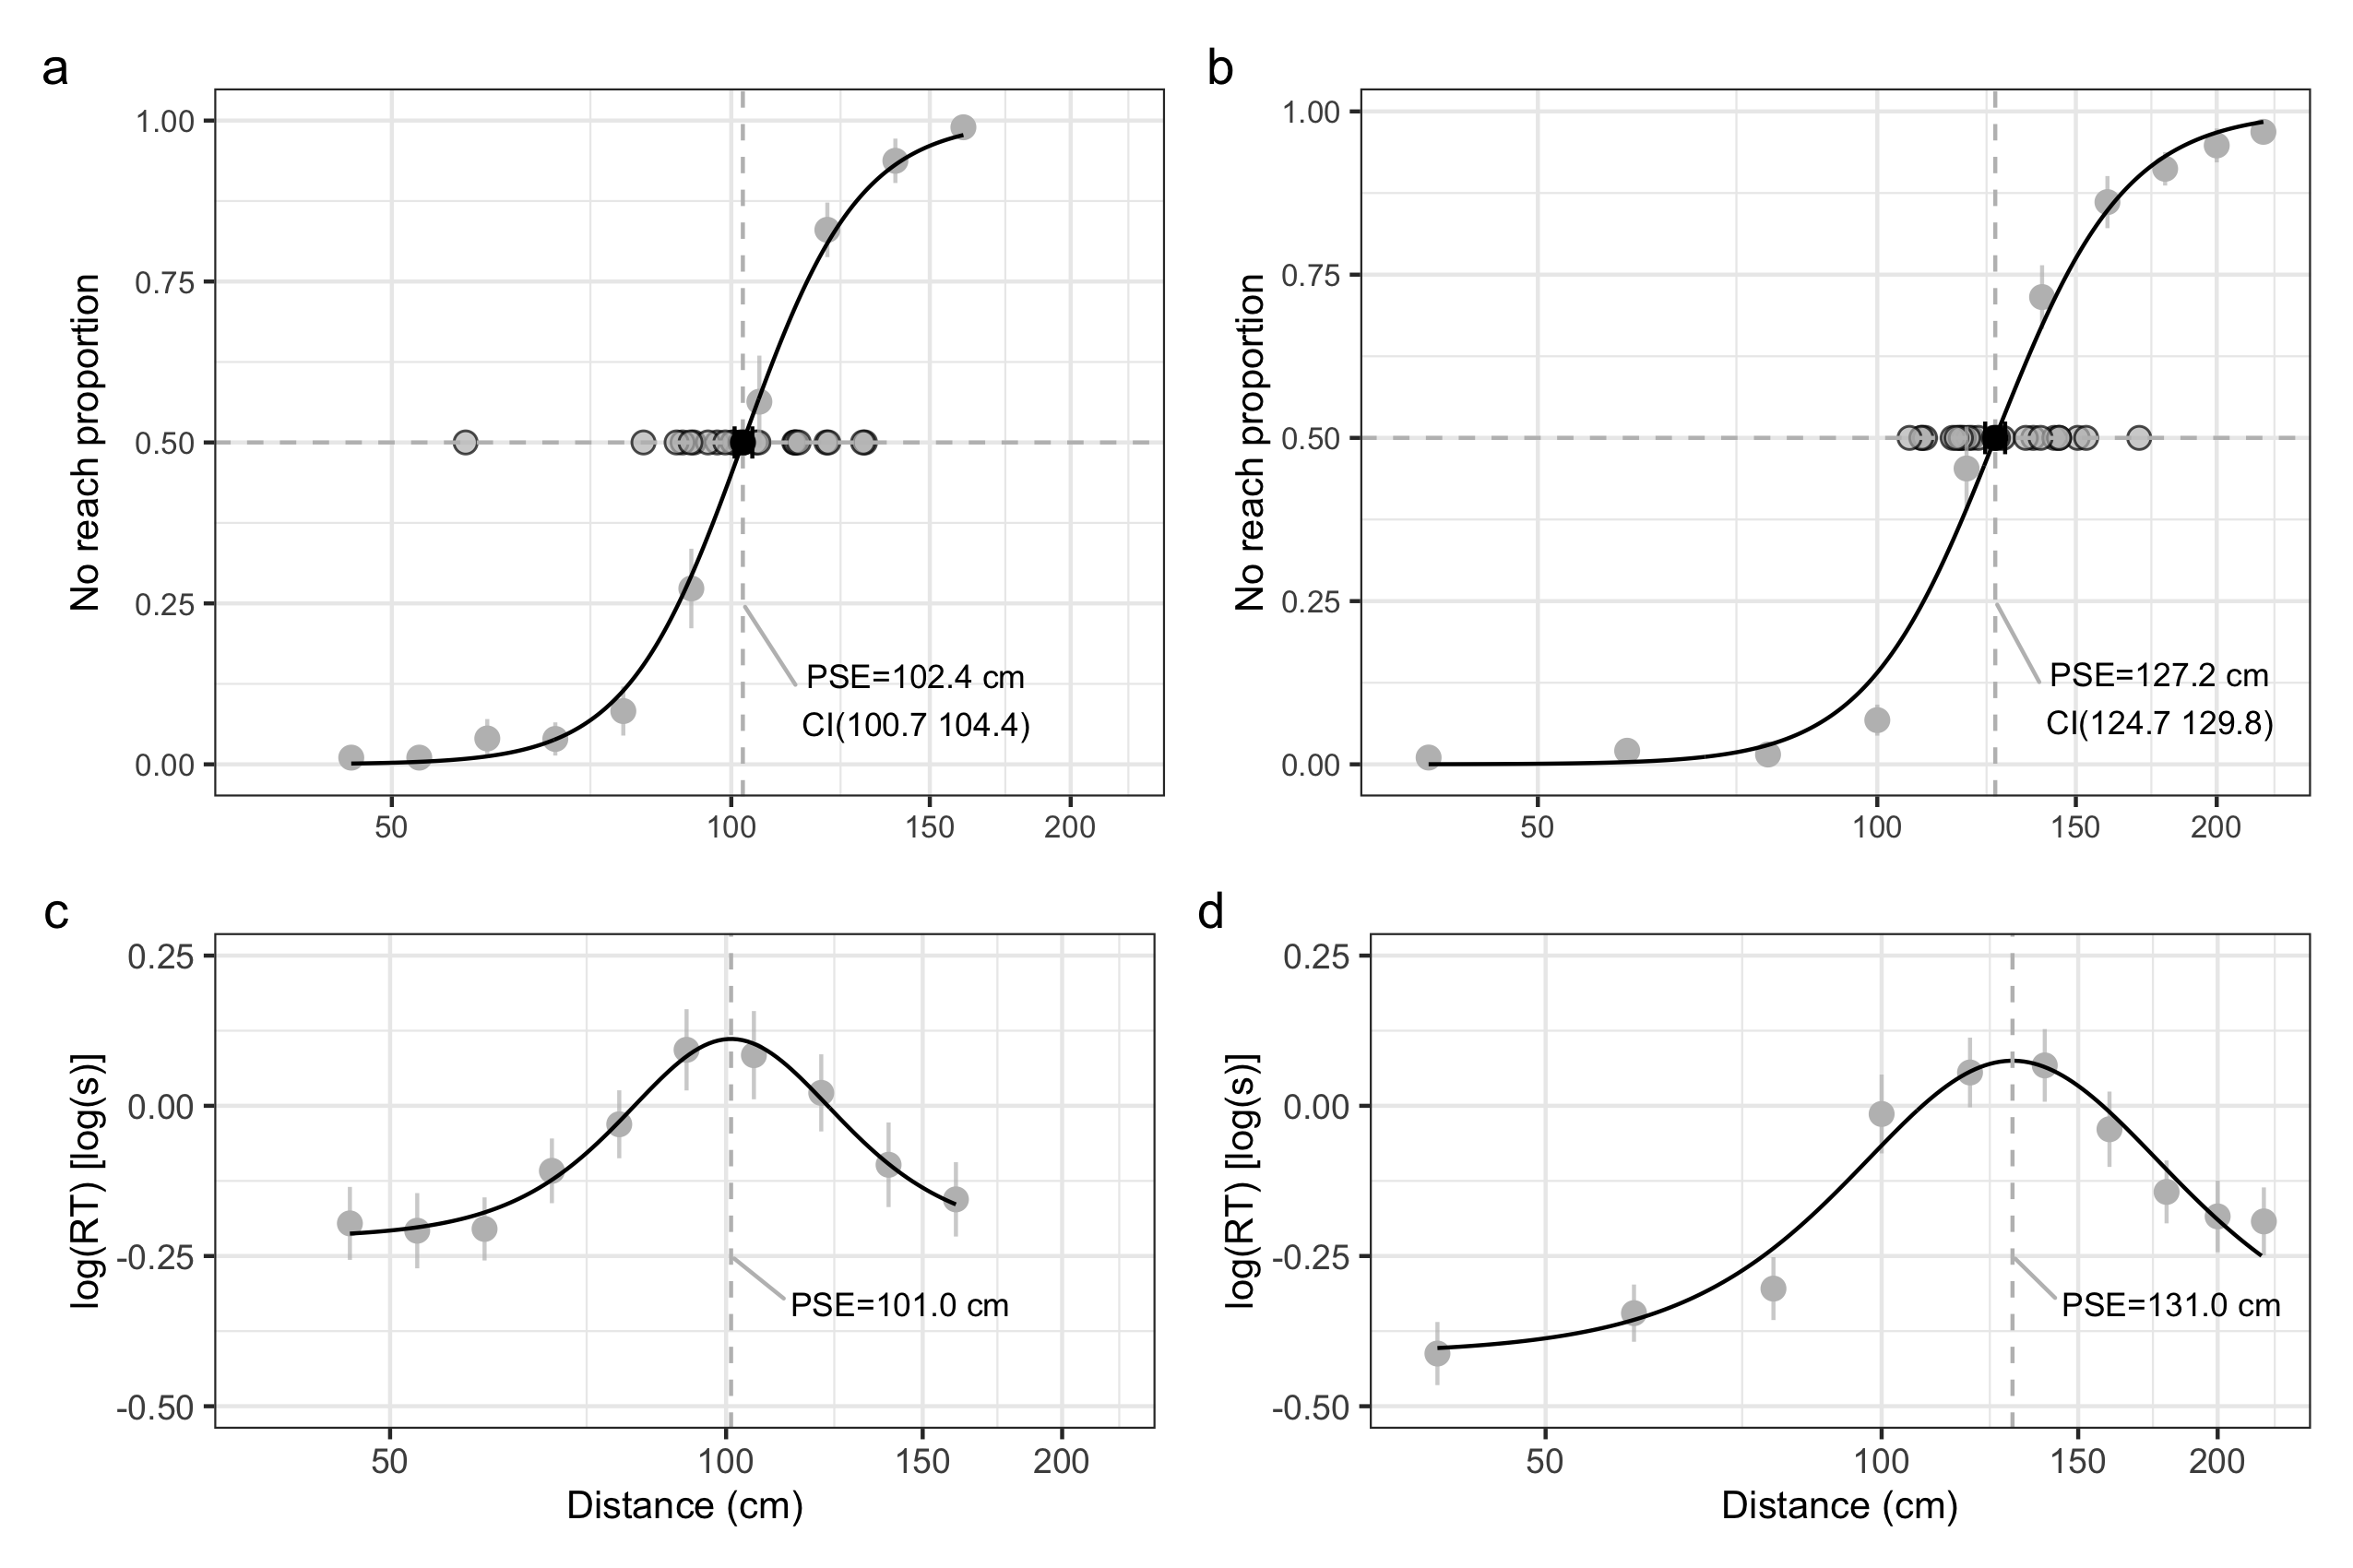 a
1.00
0.75
0.50
0.25
0.00
No reach proportion
PSE=102.4 cm
CI(100.7 104.4)
50 100 150 200
b
1.00
0.75
0.50
0.25
0.00
No reach proportion
PSE=127.2 cm
CI(124.7 129.8)
50 100 150 200
c
0.25
0.00
-0.25
-0.50
log(RT) [log(s)]
PSE=101.0 cm
50 100 150 200
Distance (cm)
d
0.25
0.00
-0.25
-0.50
log(RT) [log(s)]
PSE=131.0 cm
50 100 150 200
Distance (cm)